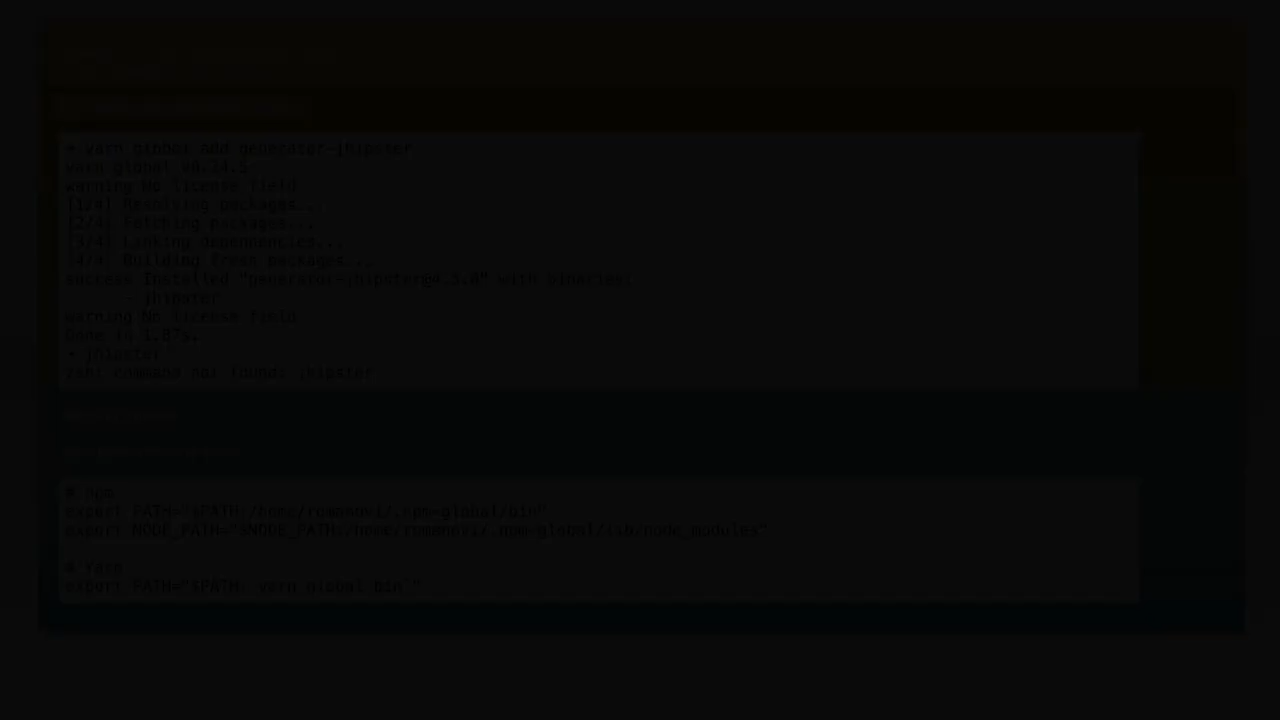 ➜ yarn global add generator-jhipster
yarn global v0.24.5
warning No license field
[1/4] Resolving packages...
[2/4] Fetching packages...
[3/4] Linking dependencies...
[4/4] Building fresh packages...
success Installed "generator-jhipster@4.5.0" with binaries:
- jhipster
warning No license field
Done in 1.87s.
➜ jhipster
zsh: command not found: jhipster
# npm
export PATH="$PATH:/home/romanovi/.npm-global/bin"
export NODE_PATH="$NODE_PATH:/home/romanovi/.npm-global/lib/node_modules"
# Yarn
export PATH="$PATH:`yarn global bin`"